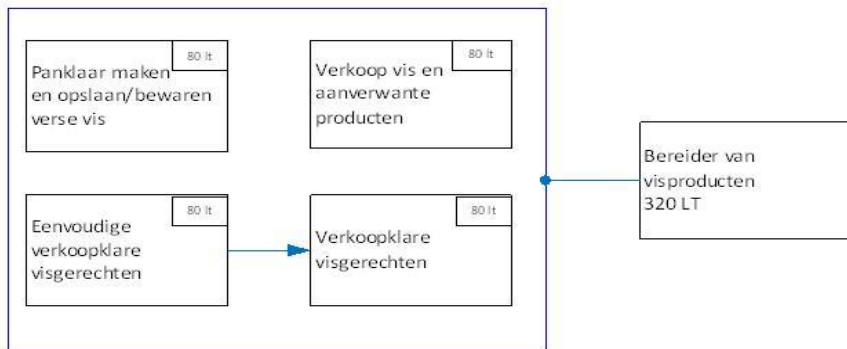 80 lt
Panklaar maken
en opslaan/bewaren
verse vis
80 lt
Verkoop vis en
aanverwante
producten
80 lt
Eenvoudige
verkoopklare
visgerechten
80 lt
Verkoopklare
visgerechten
Bereider van
visproducten
320 LT